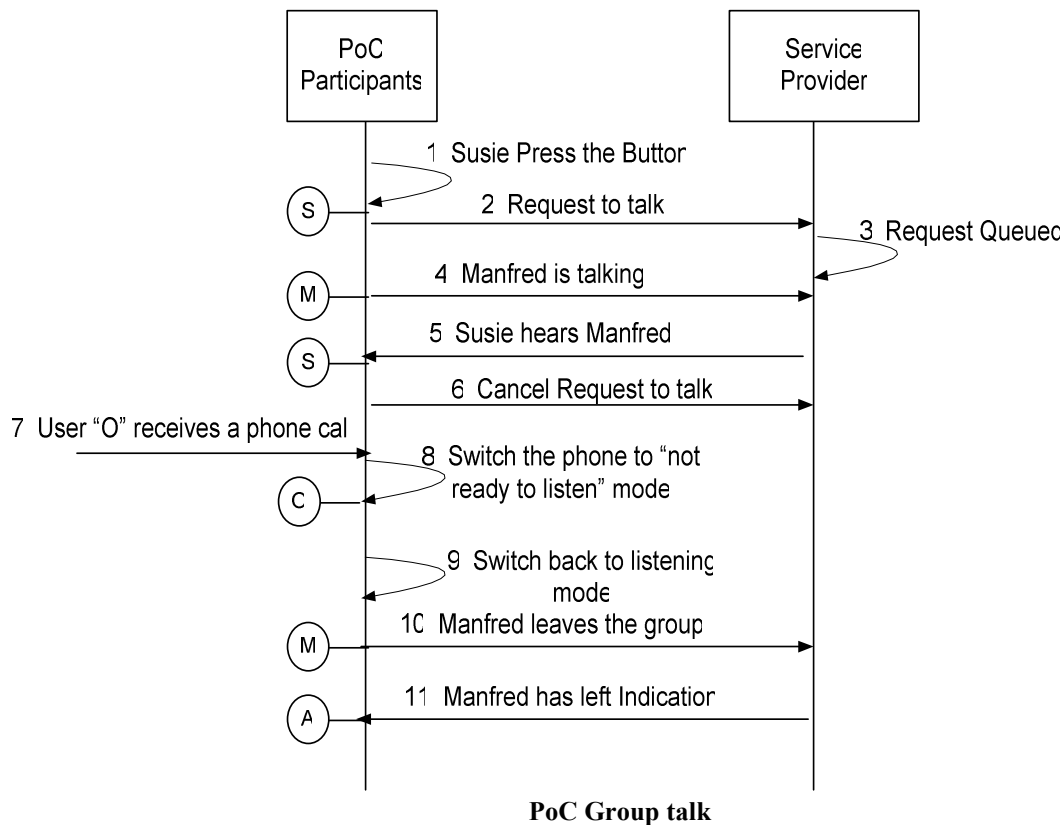 PoC
Participants
Service
Provider
1 Susie Press the Button
S
2 Request to talk
3 Request Queued
M
4 Manfred is talking
5 Susie hears Manfred
S
6 Cancel Request to talk
7 User “O” receives a phone cal
8 Switch the phone to “not
ready to listen” mode
C
9 Switch back to listening
mode
10 Manfred leaves the group
M
11 Manfred has left Indication
A
PoC Group talk